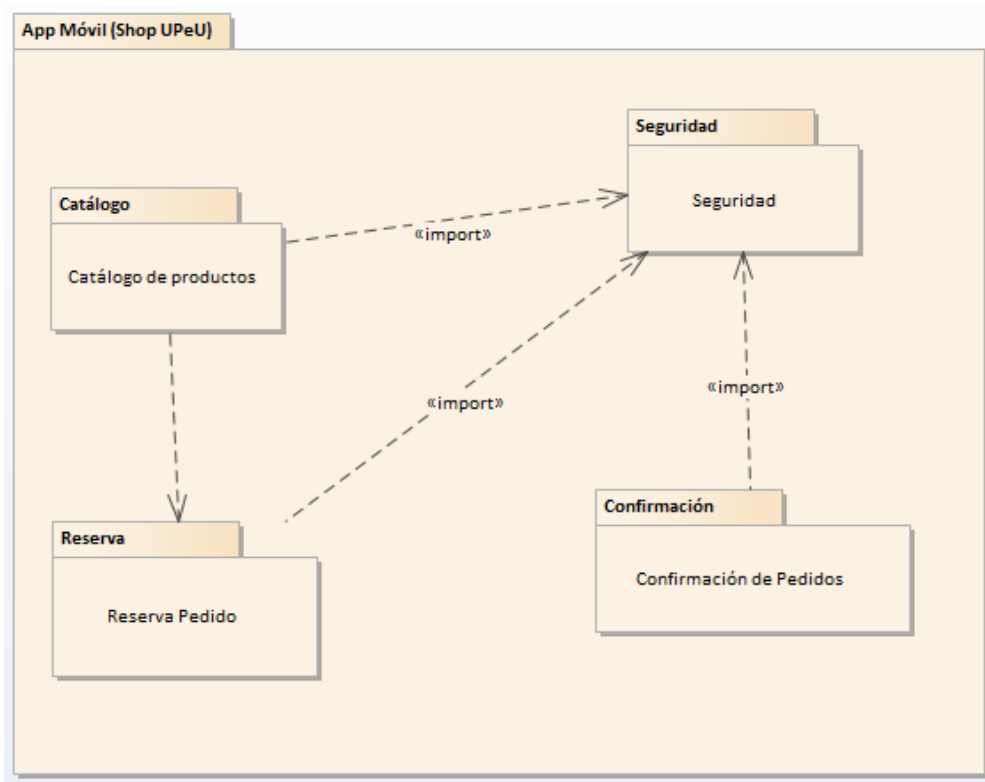 App Móvil (Shop UPeU)
Seguridad
Seguridad
Catálogo
«import»
Catálogo de productos
«import»
«import»
Confirmación
Reserva
Confirmación de Pedidos
Reserva Pedido